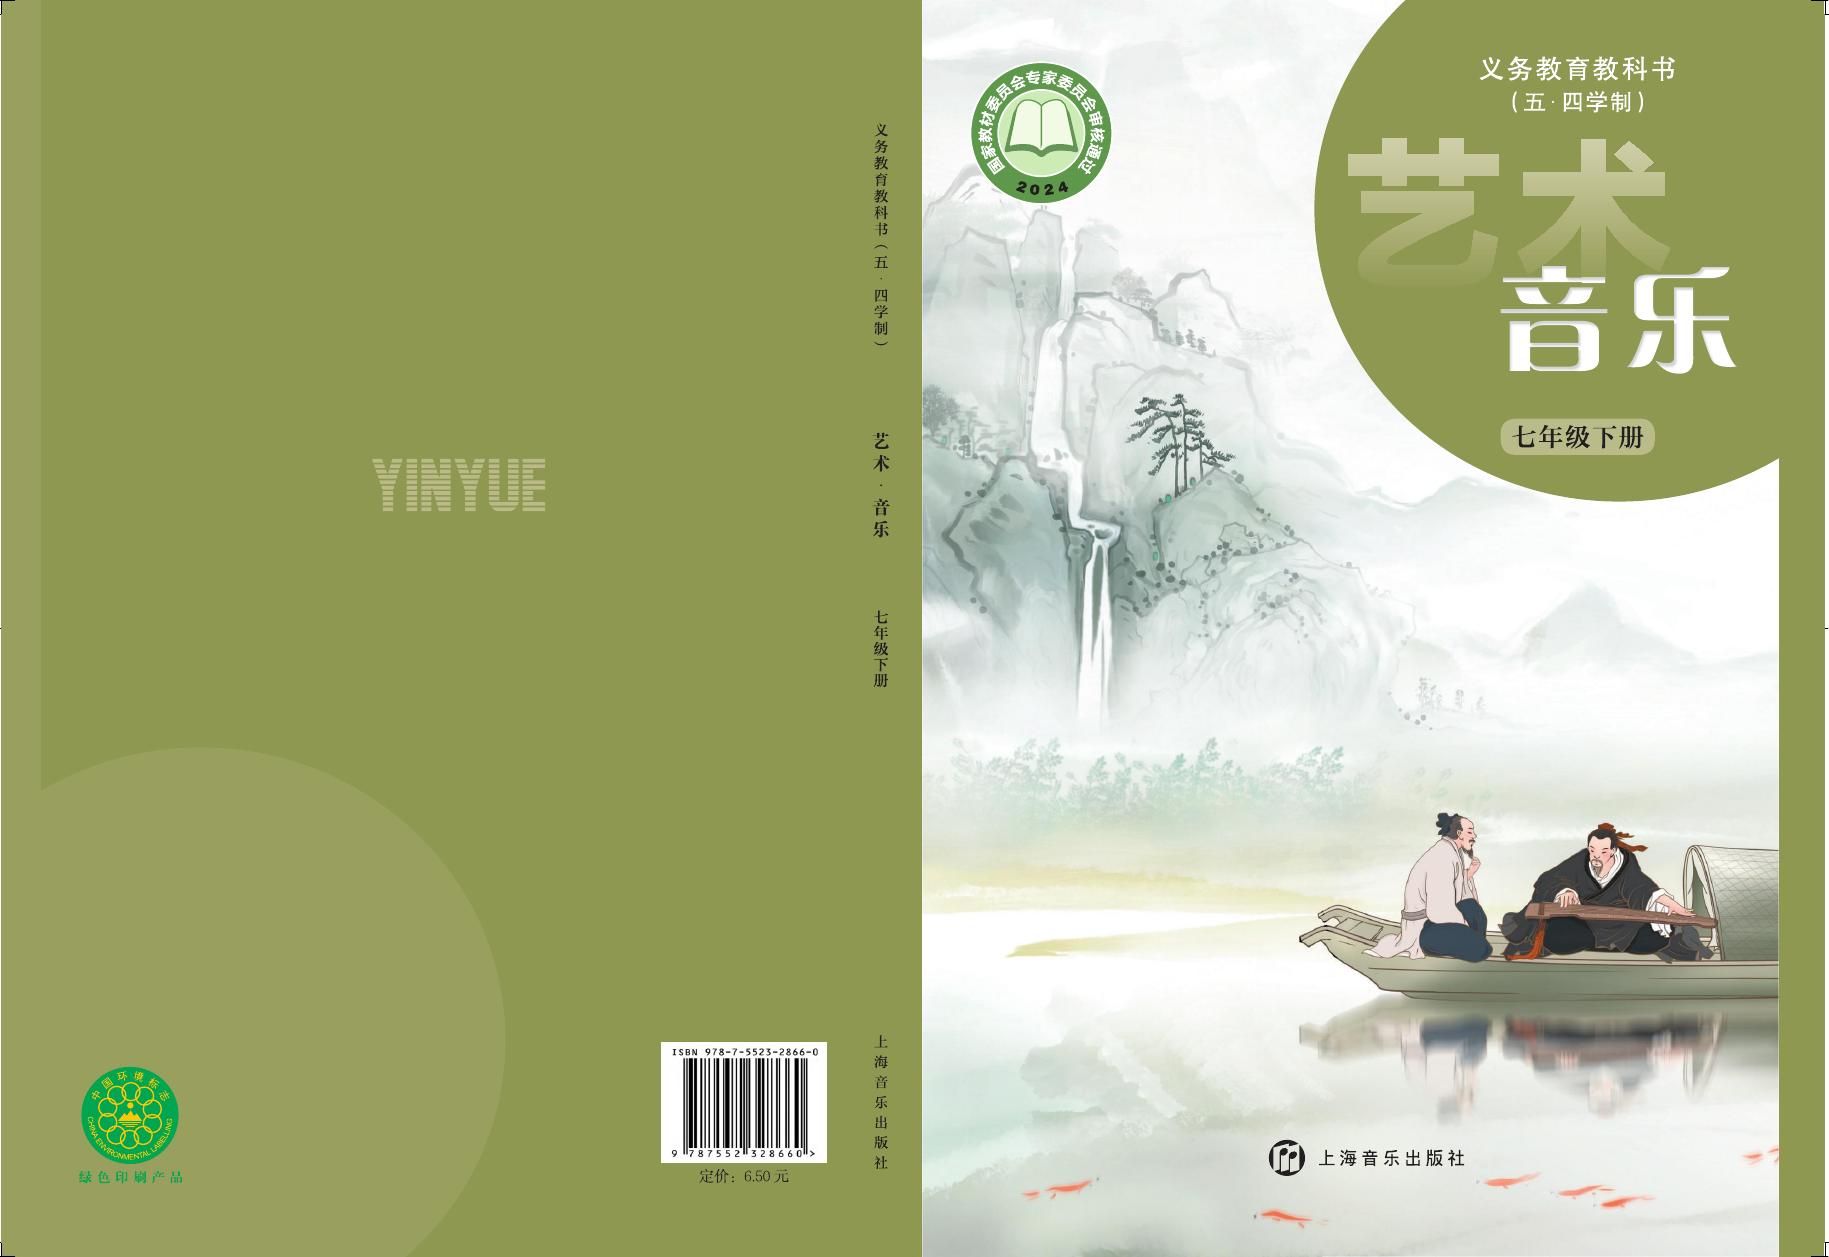 义务教育教科书
（五·四学制）
艺术
音乐
七年级下册
国家教材委员会专家委员会审核通过
2024
上海音乐出版社
义务教育教科书（五·四学制）
艺术·音乐
七年级下册
上海音乐出版社
YINYUE
中国环境标志
CHINA ENVIRONMENTAL LABELLING
绿色印刷产品
ISBN 978-7-5523-2866-0
9 787552 328660 >
定价：6.50元